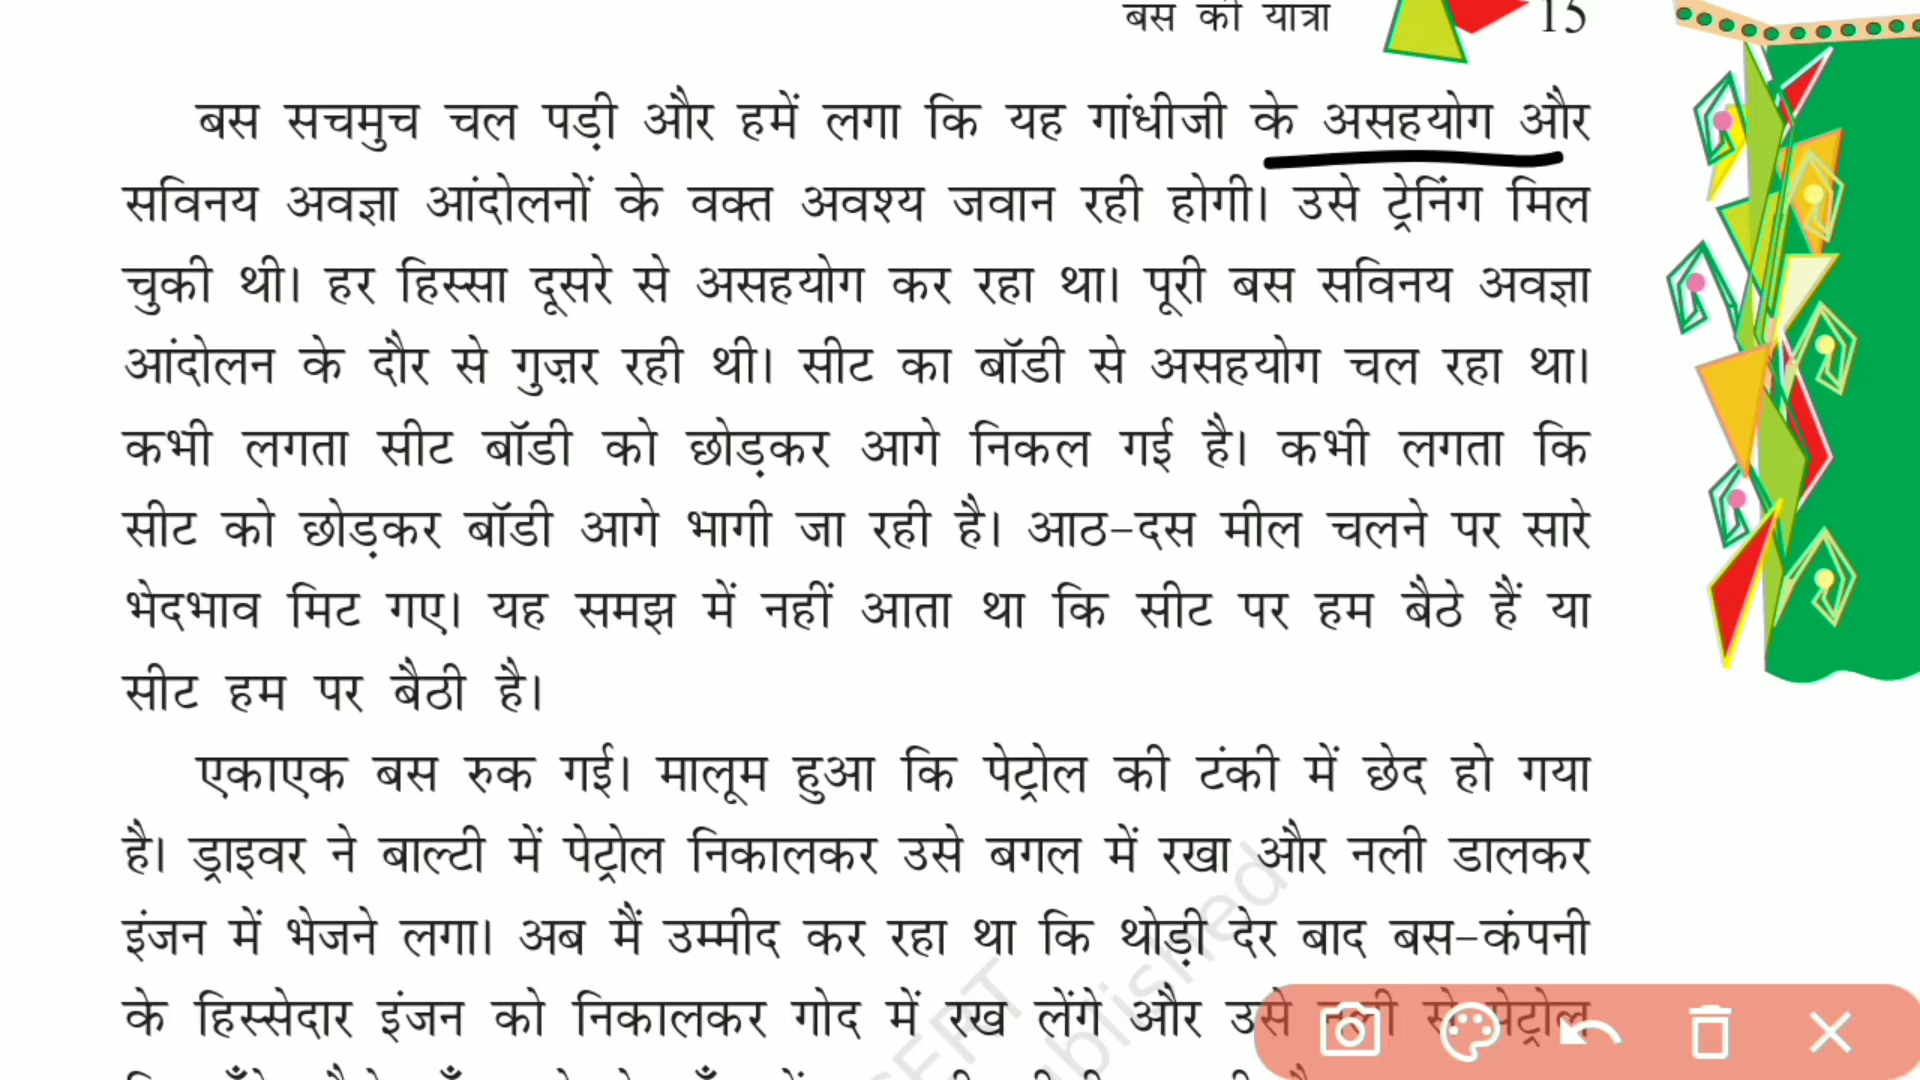 बस की यात्रा 15
बस सचमुच चल पड़ी और हमें लगा कि यह गांधीजी के असहयोग और
सविनय अवज्ञा आंदोलनों के वक्त अवश्य जवान रही होगी। उसे ट्रेनिंग मिल
चुकी थी। हर हिस्सा दूसरे से असहयोग कर रहा था। पूरी बस सविनय अवज्ञा
आंदोलन के दौर से गुज़र रही थी। सीट का बॉडी से असहयोग चल रहा था।
कभी लगता सीट बॉडी को छोड़कर आगे निकल गई है। कभी लगता कि
सीट को छोड़कर बॉडी आगे भागी जा रही है। आठ-दस मील चलने पर सारे
भेदभाव मिट गए। यह समझ में नहीं आता था कि सीट पर हम बैठे हैं या
सीट हम पर बैठी है।
एकाएक बस रुक गई। मालूम हुआ कि पेट्रोल की टंकी में छेद हो गया
है। ड्राइवर ने बाल्टी में पेट्रोल निकालकर उसे बगल में रखा और नली डालकर
इंजन में भेजने लगा। अब मैं उम्मीद कर रहा था कि थोड़ी देर बाद बस-कंपनी
के हिस्सेदार इंजन को निकालकर गोद में रख लेंगे और उसे नली से पेट्रोल